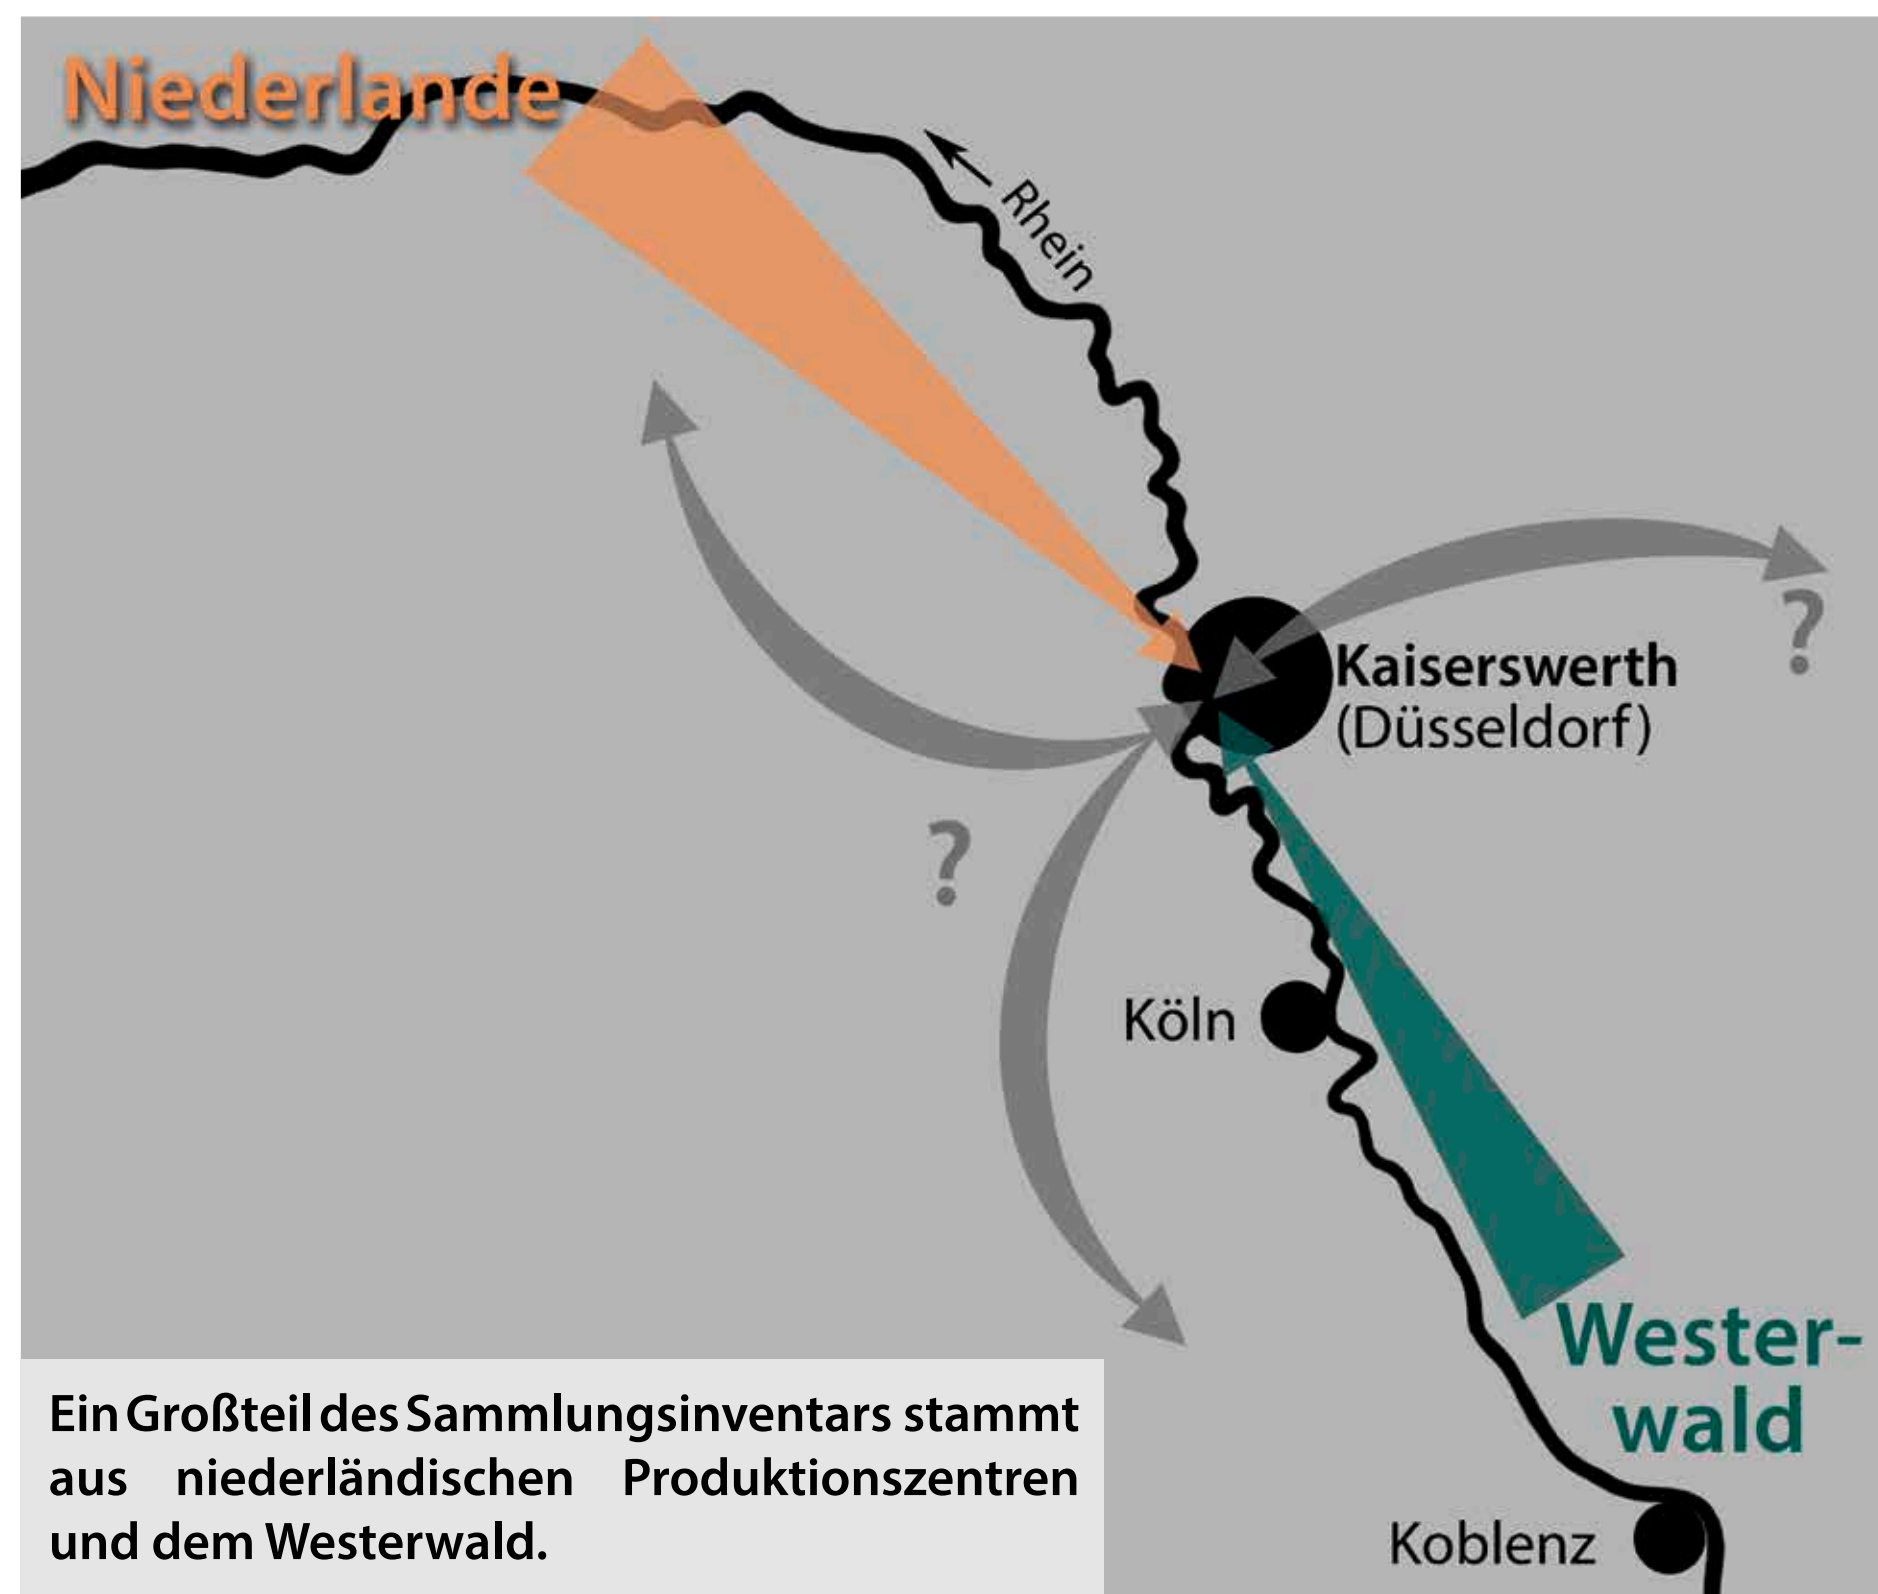 Niederlande
Rhein
?
Kaiserswerth
(Düsseldorf)
?
Köln
Wester-
wald
Koblenz
Ein Großteil des Sammlungsinventars stammt
aus niederländischen Produktionszentren
und dem Westerwald.